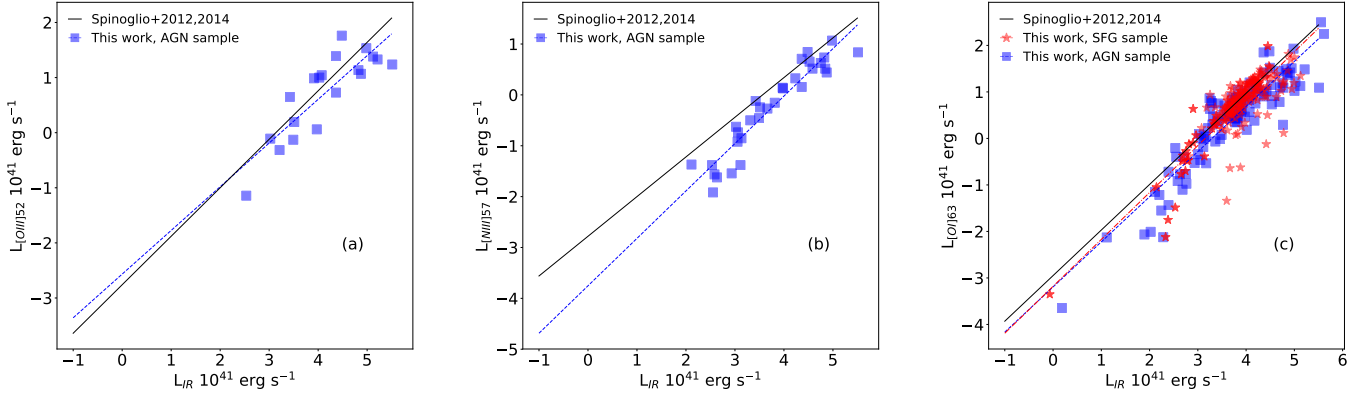 Spinoglio+2012,2014
This work, AGN sample
(a)
2
1
0
−1
−2
−3
L[OIII]52 10^41 erg s^−1
−1 0 1 2 3 4 5
L_IR 10^41 erg s^−1
Spinoglio+2012,2014
This work, AGN sample
(b)
1
0
−1
−2
−3
−4
−5
L[NIII]57 10^41 erg s^−1
−1 0 1 2 3 4 5
L_IR 10^41 erg s^−1
Spinoglio+2012,2014
This work, SFG sample
This work, AGN sample
(c)
2
1
0
−1
−2
−3
−4
L[OI]63 10^41 erg s^−1
−1 0 1 2 3 4 5 6
L_IR 10^41 erg s^−1